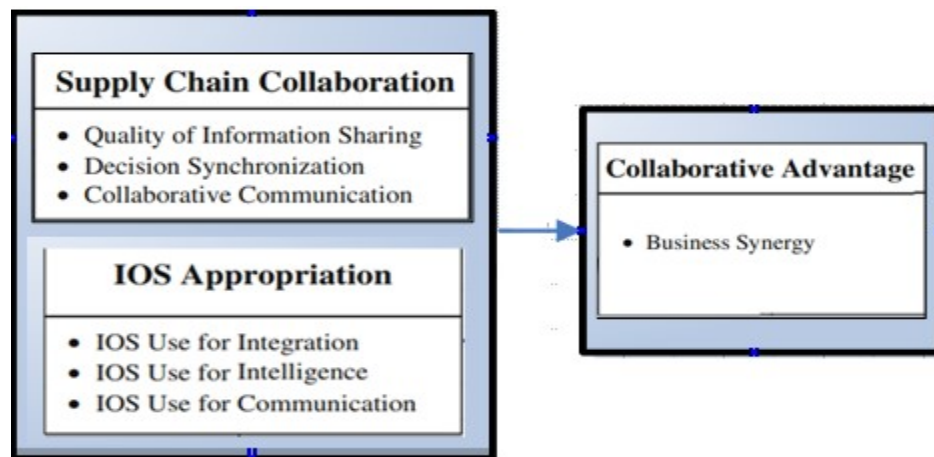 Supply Chain Collaboration
• Quality of Information Sharing
• Decision Synchronization
• Collaborative Communication
IOS Appropriation
• IOS Use for Integration
• IOS Use for Intelligence
• IOS Use for Communication
Collaborative Advantage
• Business Synergy